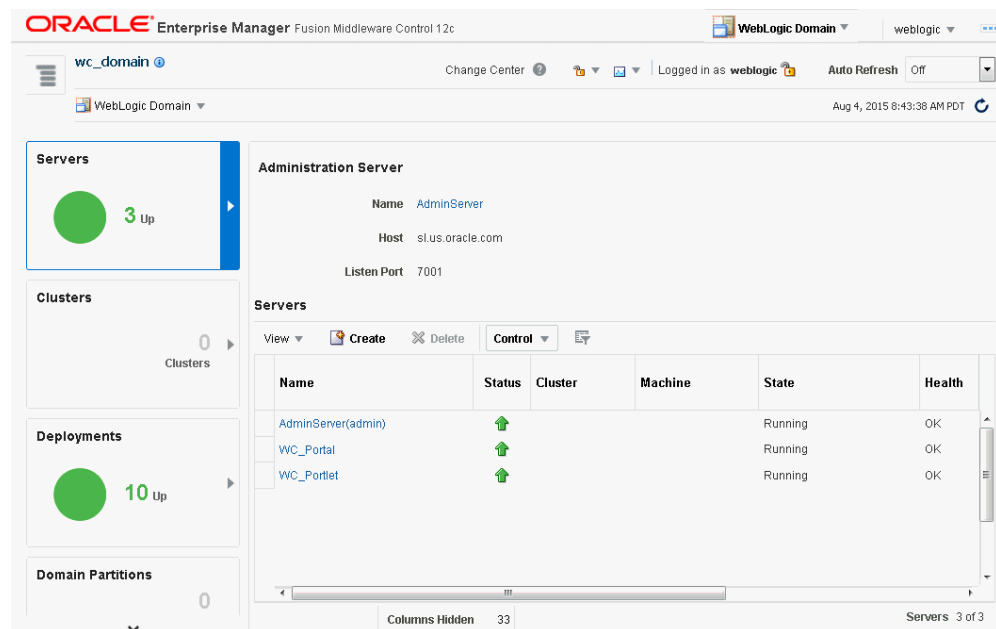 ORACLE Enterprise Manager Fusion Middleware Control 12c
WebLogic Domain
weblogic
wc_domain
Change Center
Logged in as weblogic
Auto Refresh Off
WebLogic Domain
Aug 4, 2015 8:43:38 AM PDT
Servers
3 Up
Clusters
0
Clusters
Deployments
10 Up
Domain Partitions
0
Administration Server
Name AdminServer
Host sl.us.oracle.com
Listen Port 7001
Servers
View Create Delete Control
Name Status Cluster Machine State Health
AdminServer(admin) Running OK
WC_Portal Running OK
WC_Portlet Running OK
Columns Hidden 33
Servers 3 of 3